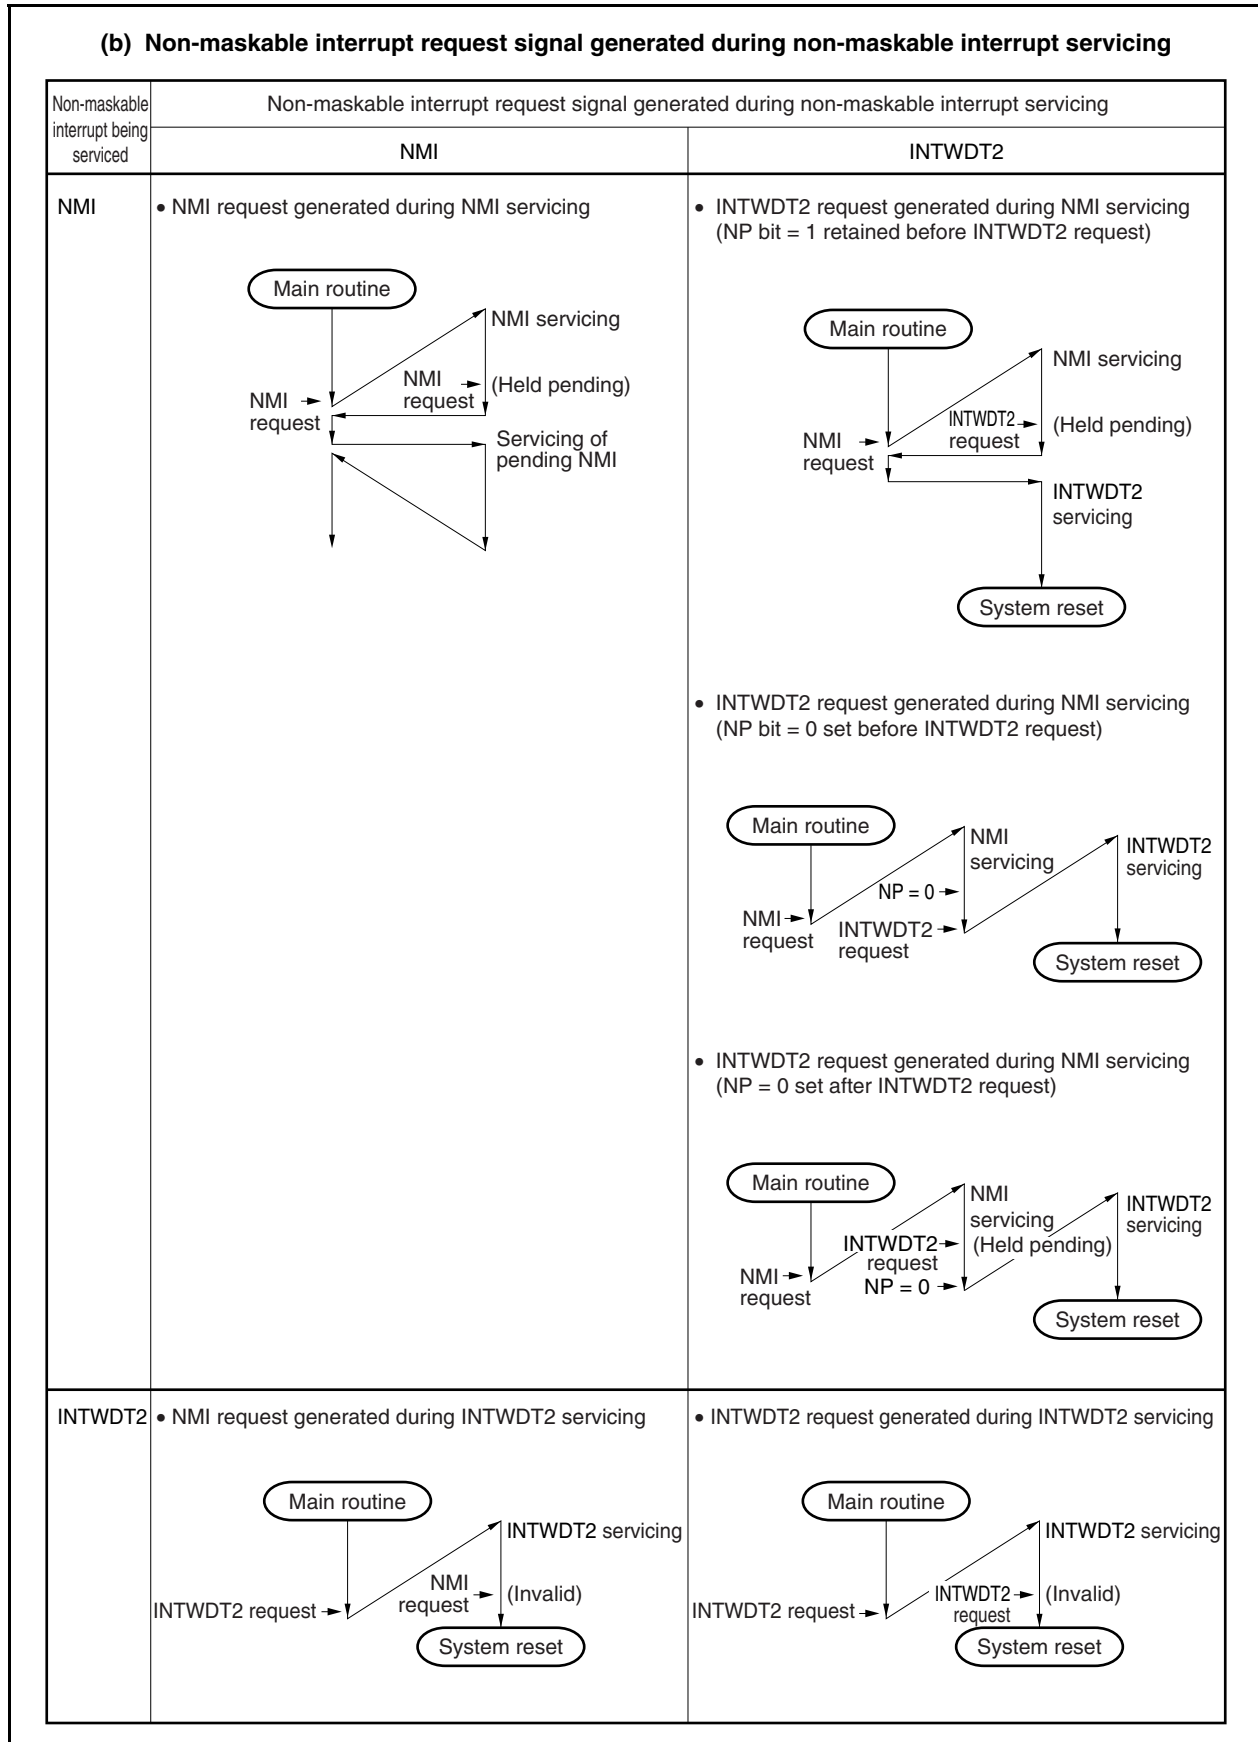 (b) Non-maskable interrupt request signal generated during non-maskable interrupt servicing
Non-maskable
interrupt being
serviced
Non-maskable interrupt request signal generated during non-maskable interrupt servicing
NMI
INTWDT2
NMI
• NMI request generated during NMI servicing
Main routine
NMI servicing
NMI
request
(Held pending)
NMI
request
Servicing of
pending NMI
• INTWDT2 request generated during NMI servicing
(NP bit = 1 retained before INTWDT2 request)
Main routine
NMI servicing
INTWDT2
request
(Held pending)
NMI
request
INTWDT2
servicing
System reset
• INTWDT2 request generated during NMI servicing
(NP bit = 0 set before INTWDT2 request)
Main routine
NMI
servicing
INTWDT2
servicing
NP = 0
NMI
request
INTWDT2
request
System reset
• INTWDT2 request generated during NMI servicing
(NP = 0 set after INTWDT2 request)
Main routine
NMI
servicing
(Held pending)
INTWDT2
servicing
INTWDT2
request
NMI
request
NP = 0
System reset
INTWDT2
• NMI request generated during INTWDT2 servicing
Main routine
INTWDT2 servicing
NMI
request
(Invalid)
INTWDT2 request
System reset
• INTWDT2 request generated during INTWDT2 servicing
Main routine
INTWDT2 servicing
INTWDT2
request
(Invalid)
INTWDT2 request
System reset